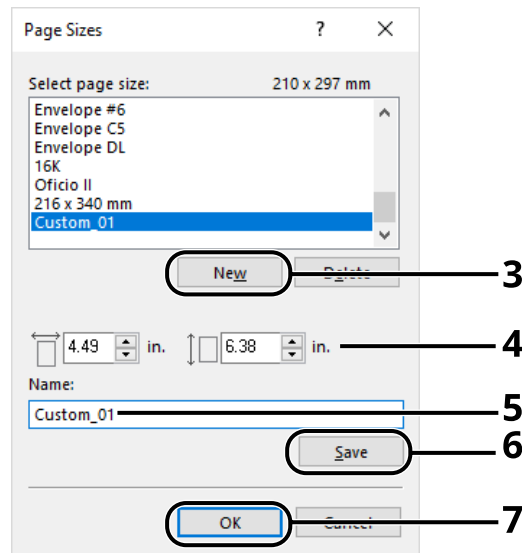 Page Sizes ? ×
Select page size: 210 x 297 mm
Envelope #6
Envelope C5
Envelope DL
16K
Oficio II
216 x 340 mm
Custom_01
New Delete 3
4.49 in. 6.38 in. 4
Name:
Custom_01 5
Save 6
OK Cancel 7